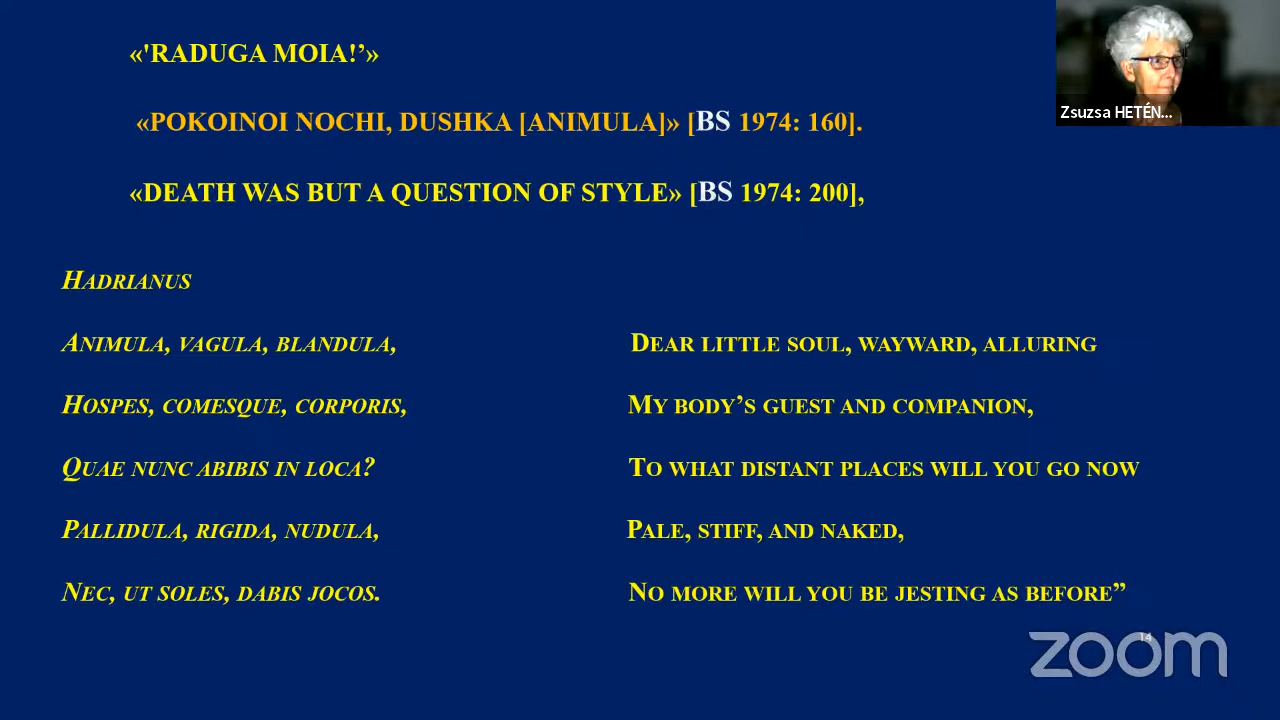 «'RADUGA MOIA!’»
Zsuzsa HETÉN...
«POKOINOI NOCHI, DUSHKA [ANIMULA]» [BS 1974: 160].
«DEATH WAS BUT A QUESTION OF STYLE» [BS 1974: 200],
HADRIANUS
ANIMULA, VAGULA, BLANDULA,
HOSPES, COMESQUE, CORPORIS,
QUAE NUNC ABIBIS IN LOCA?
PALLIDULA, RIGIDA, NUDULA,
NEC, UT SOLES, DABIS JOCOS.
DEAR LITTLE SOUL, WAYWARD, ALLURING
MY BODY’S GUEST AND COMPANION,
TO WHAT DISTANT PLACES WILL YOU GO NOW
PALE, STIFF, AND NAKED,
NO MORE WILL YOU BE JESTING AS BEFORE”
14
zoom